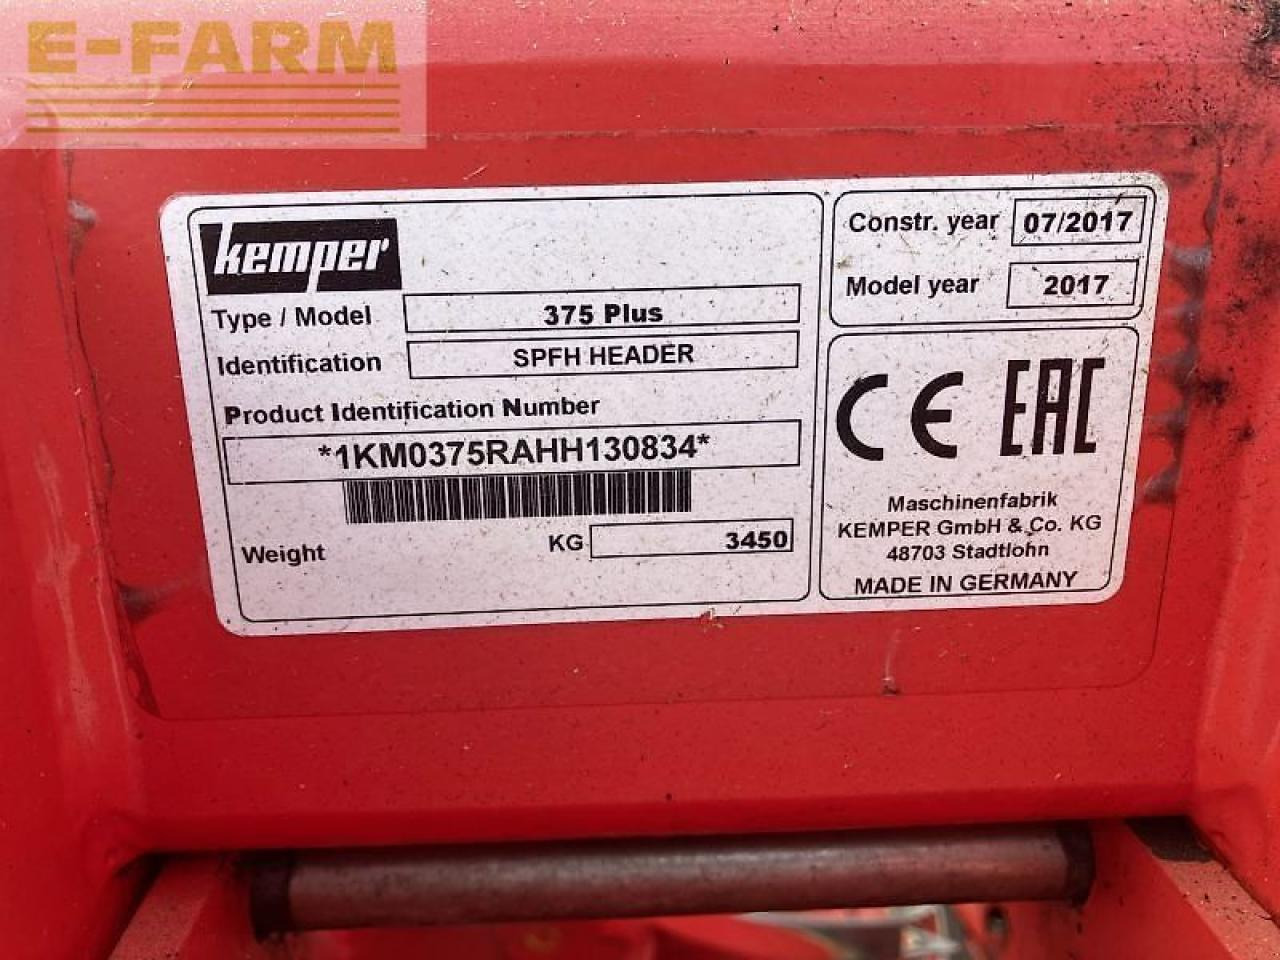 E-FARM
kemper
Type / Model 375 Plus
Identification SPFH HEADER
Product Identification Number
*1KM0375RAHH130834*
Weight KG 3450
Constr. year 07/2017
Model year 2017
CE EAC
Maschinenfabrik
KEMPER GmbH & Co. KG
48703 Stadtlohn
MADE IN GERMANY